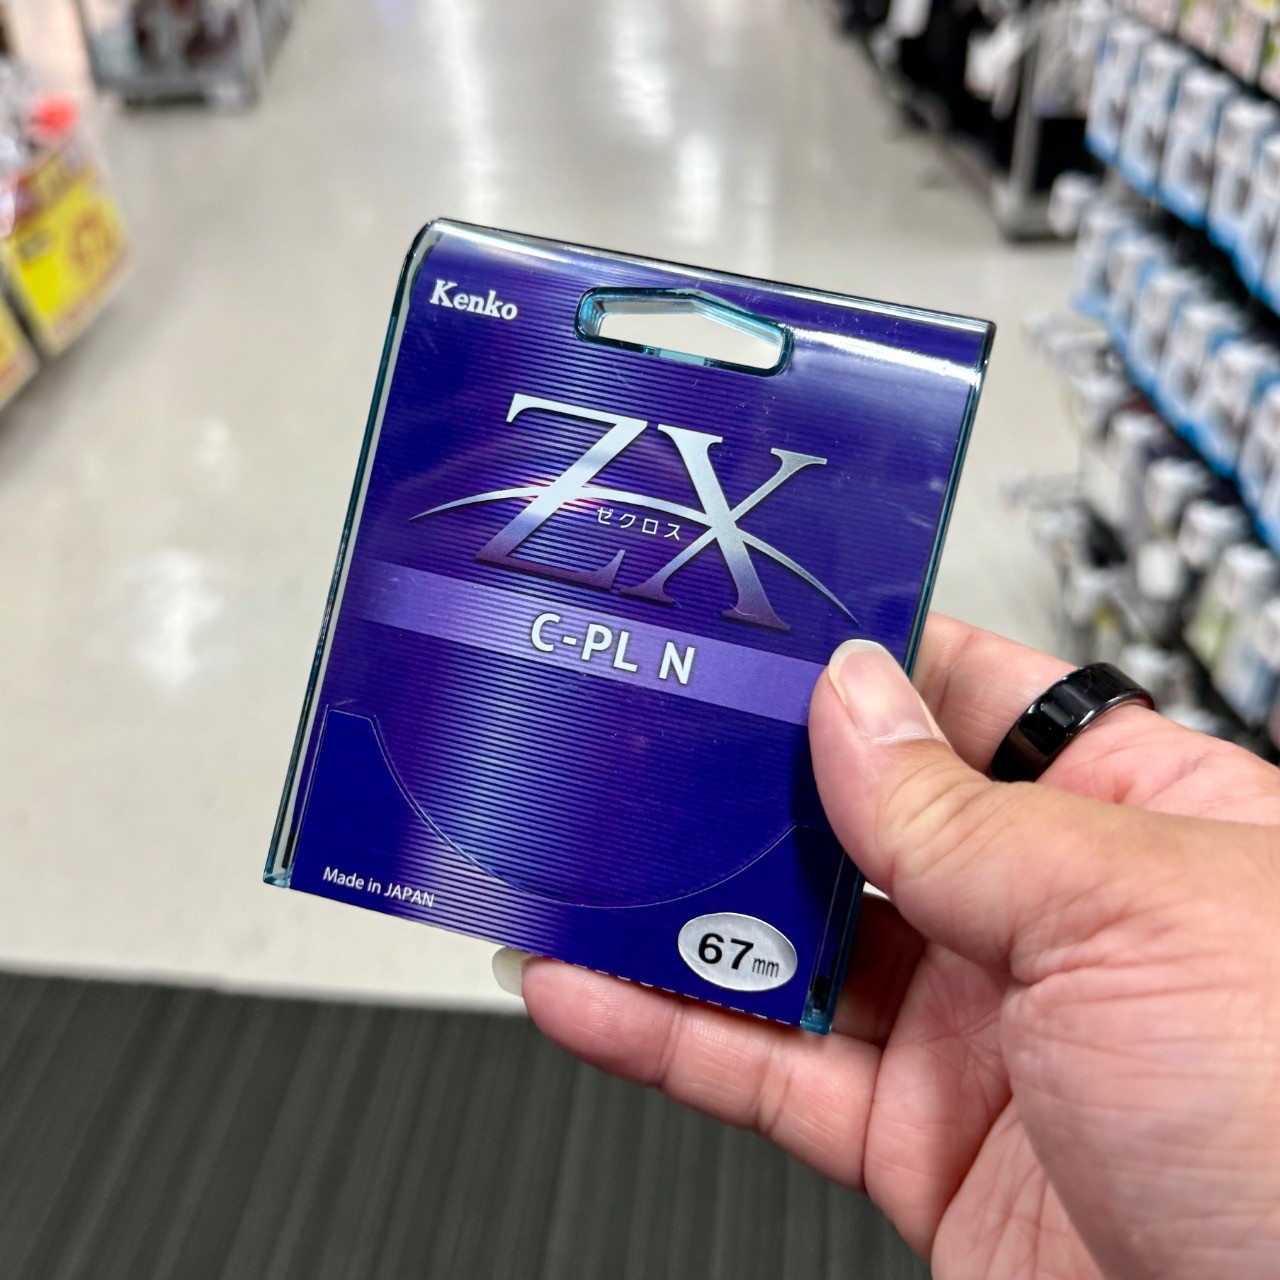 Kenko
ZX
ゼクロス
C-PL N
Made in JAPAN
67mm